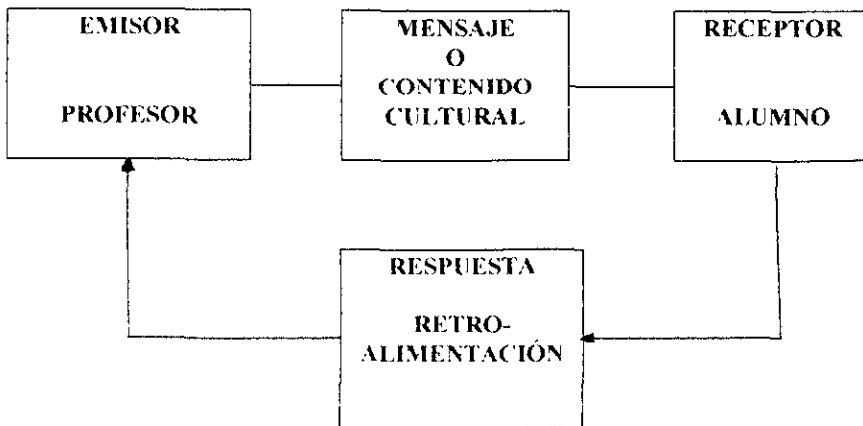 EMISOR
PROFESOR
MENSAJE
O
CONTENIDO
CULTURAL
RECEPTOR
ALUMNO
RESPUESTA
RETRO-
ALIMENTACIÓN